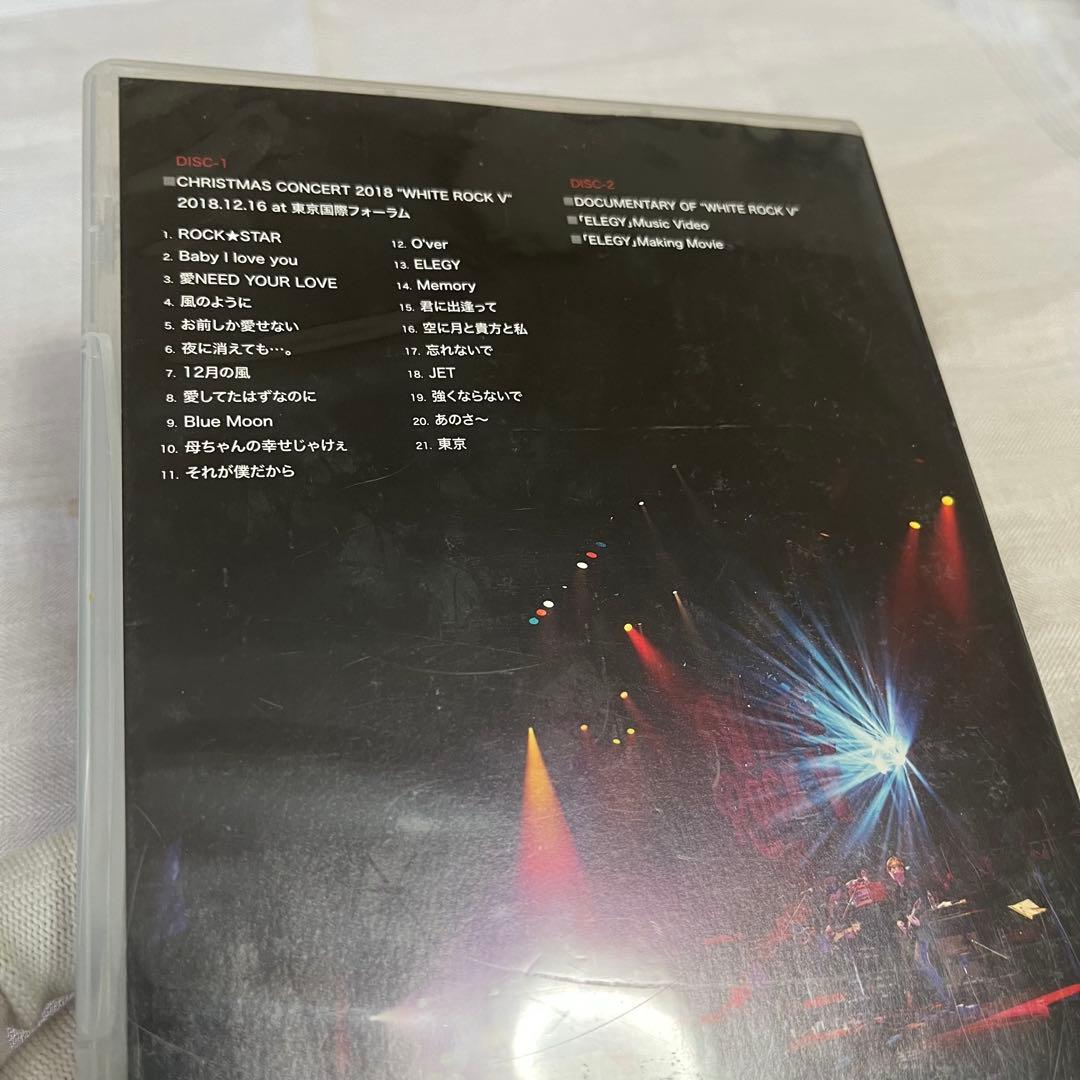 DISC-1
■CHRISTMAS CONCERT 2018 "WHITE ROCK V"
2018.12.16 at 東京国際フォーラム
1. ROCK★STAR
2. Baby I love you
3. 愛NEED YOUR LOVE
4. 風のように
5. お前しか愛せない
6. 夜に消えても…。
7. 12月の風
8. 愛してたはずなのに
9. Blue Moon
10. 母ちゃんの幸せじゃけぇ
11. それが僕だから
12. O'ver
13. ELEGY
14. Memory
15. 君に出逢って
16. 空に月と貴方と私
17. 忘れないで
18. JET
19. 強くならないで
20. あのさ〜
21. 東京
DISC-2
■DOCUMENTARY OF "WHITE ROCK V"
■「ELEGY」Music Video
■「ELEGY」Making Movie